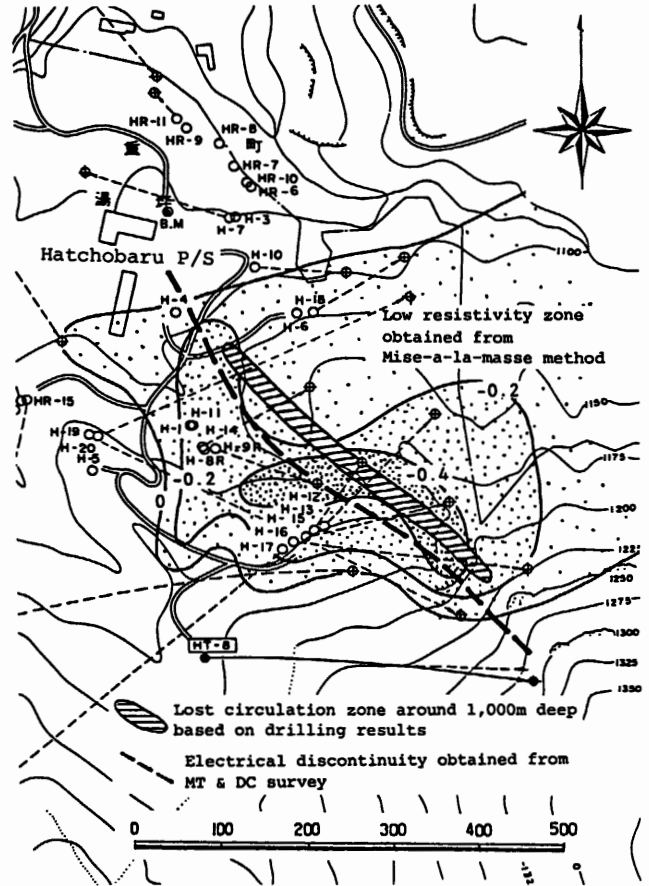 HR-11
HR-9
HR-8
HR-7
HR-10
HR-6
B.M
H-3
H-7
Hatchobaru P/S
H-10
1100
H-4
H-18
H-6
Low resistivity zone
obtained from
Mise-a-la-masse method
-0.2
HR-15
1150
H-11
H-1
H-14
H-19
H-20
H-9R
H-8R
H-5
1175
-0.2
-0.4
0
H-12
H-13
H-15
H-16
H-17
1200
1250
1275
HT-8
1300
1325
1350
Lost circulation zone around 1,000m deep
based on drilling results
Electrical discontinuity obtained from
MT & DC survey
0 100 200 300 400 500